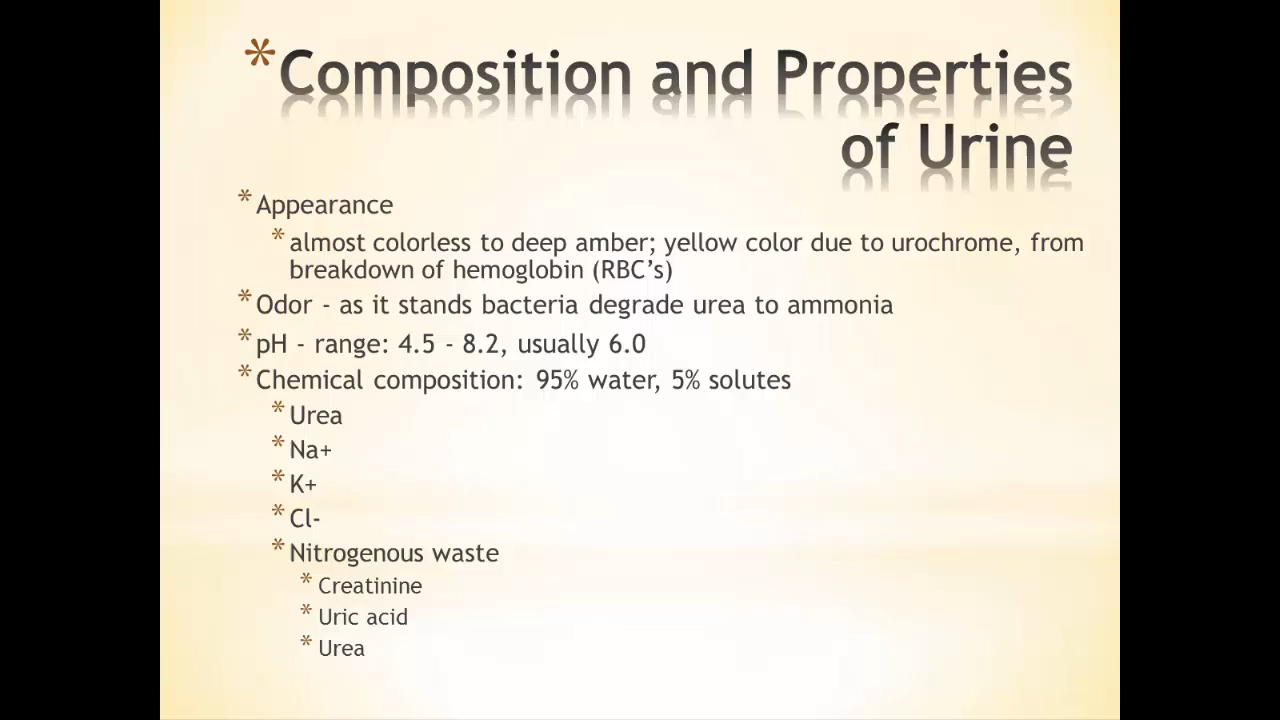 * Composition and Properties
of Urine
* Appearance
* almost colorless to deep amber; yellow color due to urochrome, from
breakdown of hemoglobin (RBC’s)
* Odor - as it stands bacteria degrade urea to ammonia
* pH - range: 4.5 - 8.2, usually 6.0
* Chemical composition: 95% water, 5% solutes
* Urea
* Na+
* K+
* Cl-
* Nitrogenous waste
* Creatinine
* Uric acid
* Urea